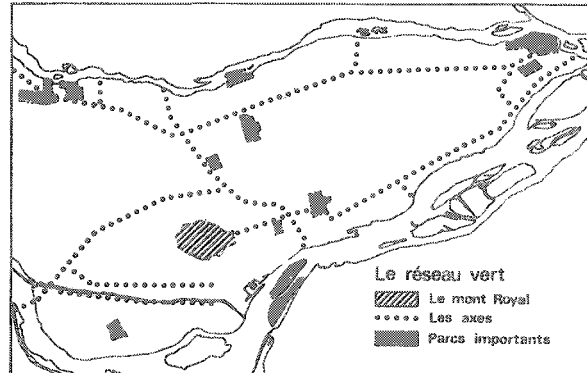 Le réseau vert
Le mont Royal
Les axes
Parcs importants